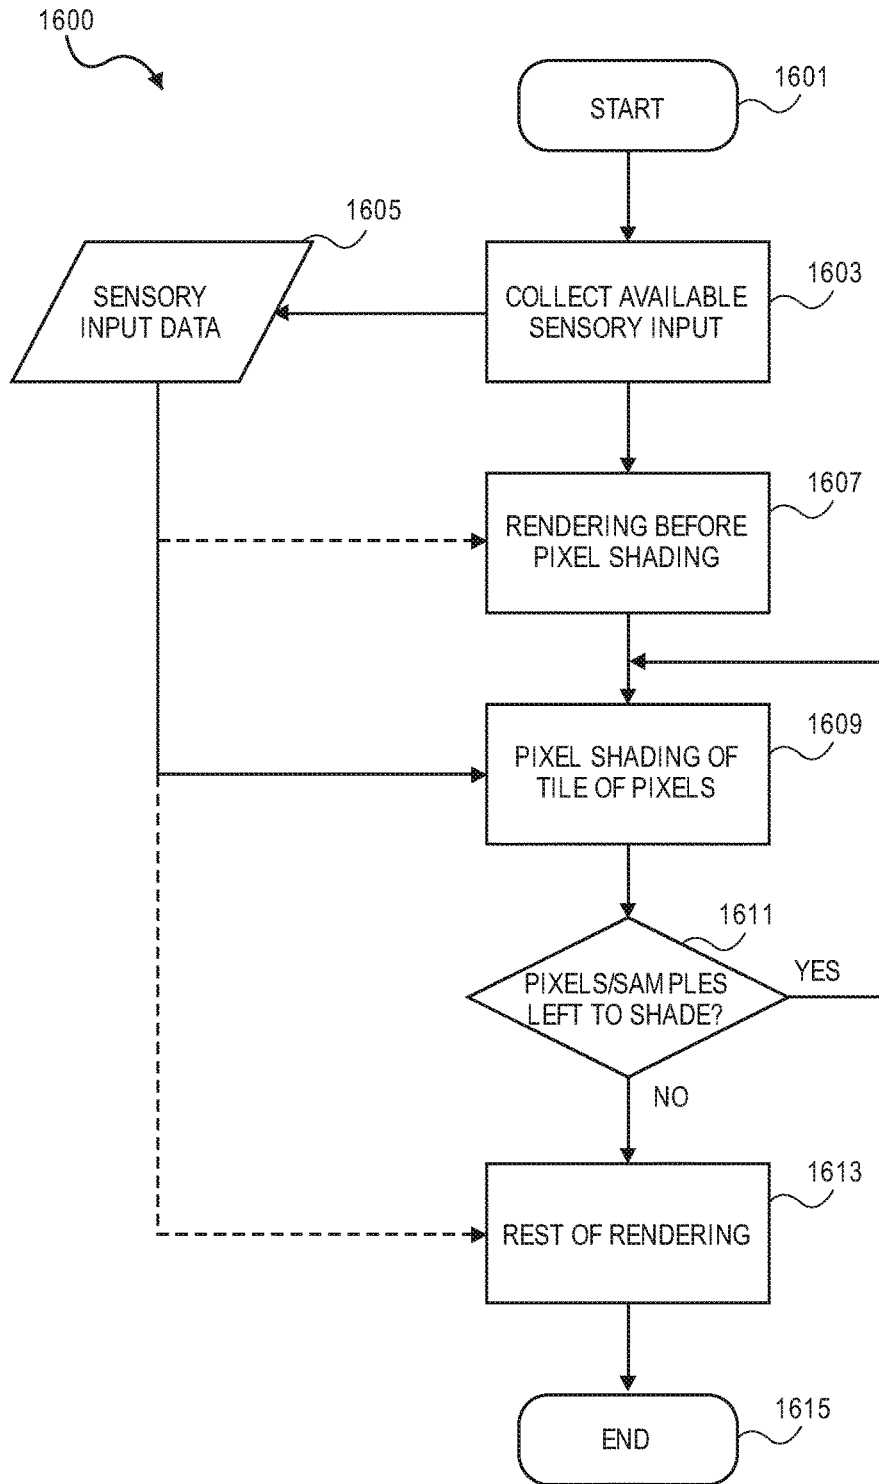 1600
START
1601
1605
SENSORY
INPUT DATA
COLLECT AVAILABLE
SENSORY INPUT
1603
RENDERING BEFORE
PIXEL SHADING
1607
PIXEL SHADING OF
TILE OF PIXELS
1609
1611
PIXELS/SAMPLES
LEFT TO SHADE?
YES
NO
REST OF RENDERING
1613
END
1615